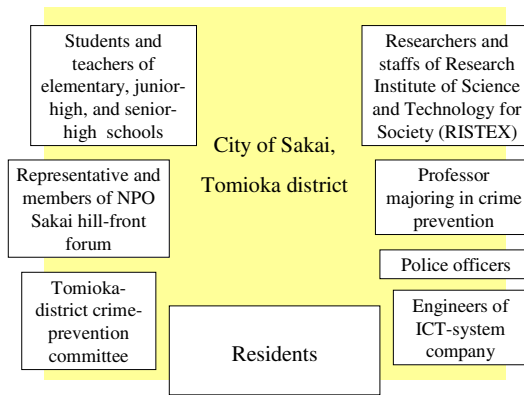 Students and
teachers of
elementary, junior-
high, and senior-
high schools
Researchers and
staffs of Research
Institute of Science
and Technology for
Society (RISTEX)
City of Sakai,
Tomioka district
Representative and
members of NPO
Sakai hill-front
forum
Professor
majoring in crime
prevention
Police officers
Tomioka-
district crime-
prevention
committee
Residents
Engineers of
ICT-system
company